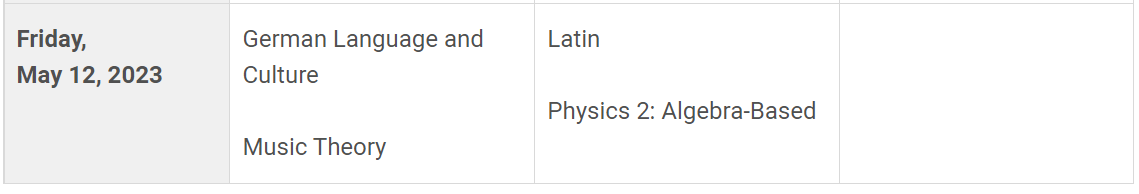 Friday,
May 12, 2023
German Language and
Culture
Music Theory
Latin
Physics 2: Algebra-Based